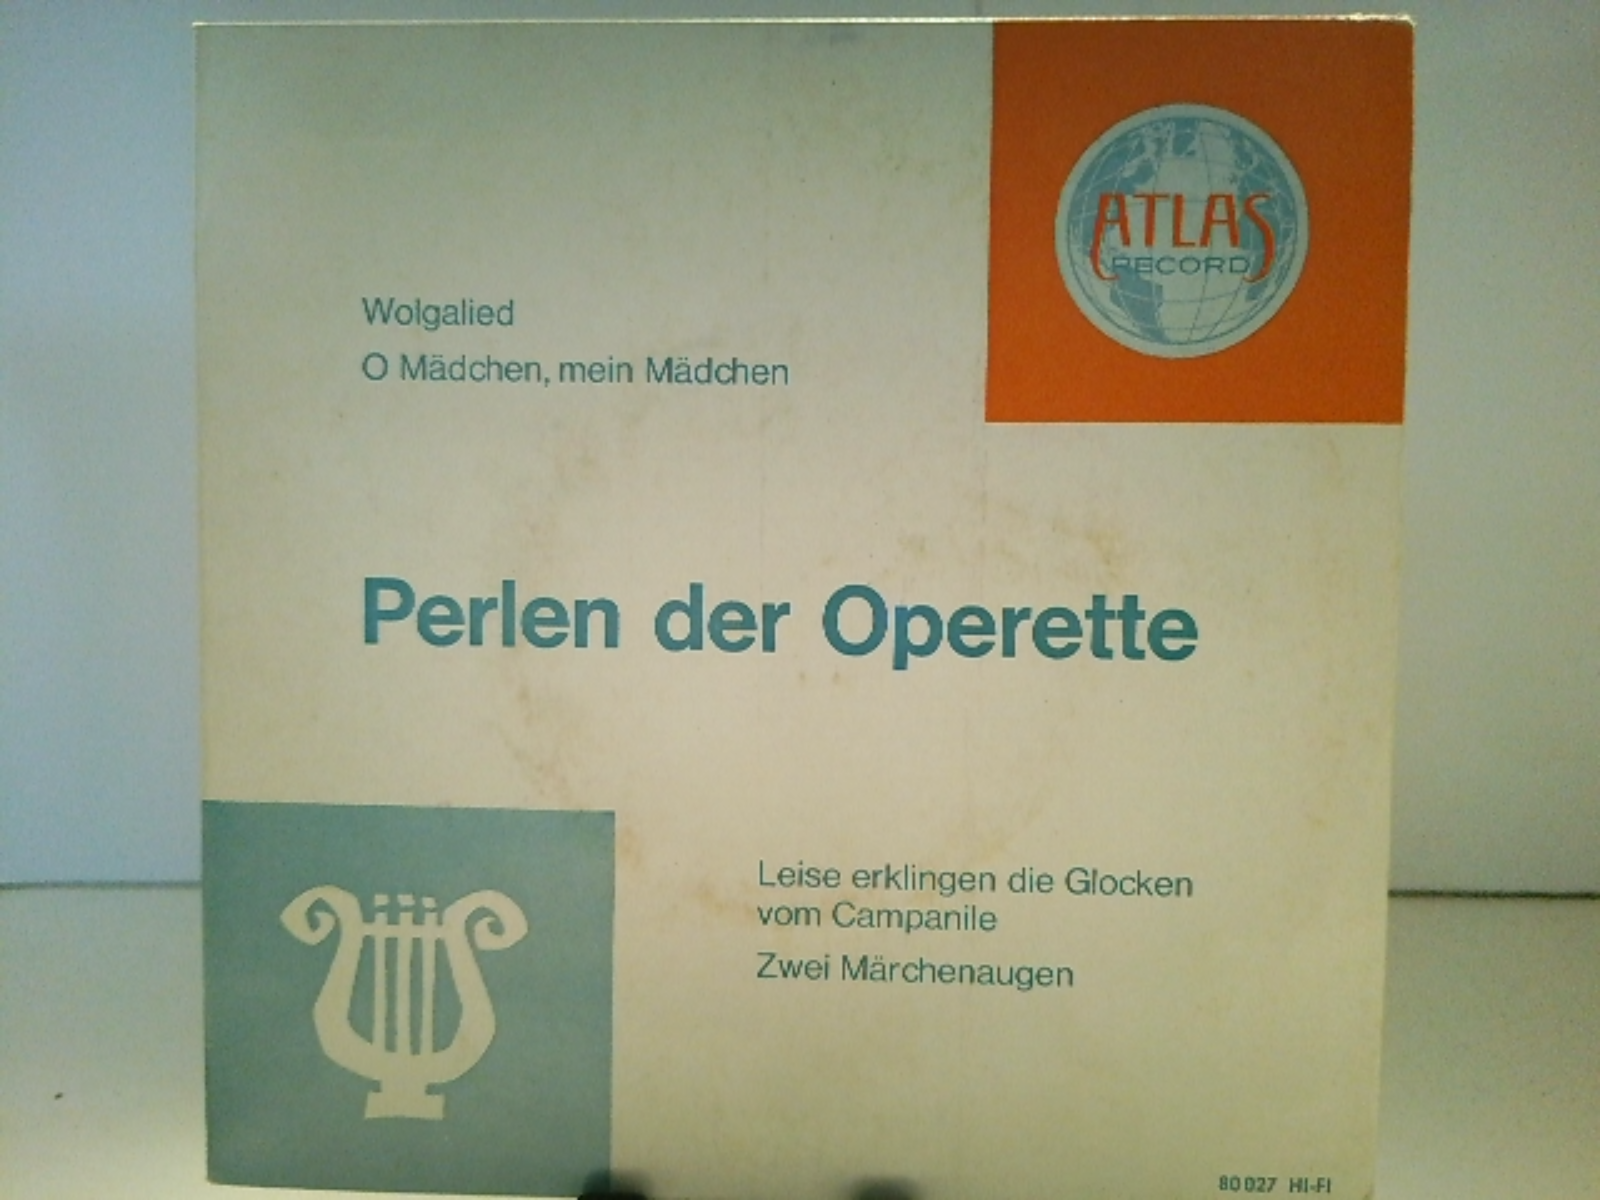 ATLAS
RECORD
Wolgalied
O Mädchen, mein Mädchen
Perlen der Operette
Leise erklingen die Glocken
vom Campanile
Zwei Märchenaugen
80 027 HI-FI